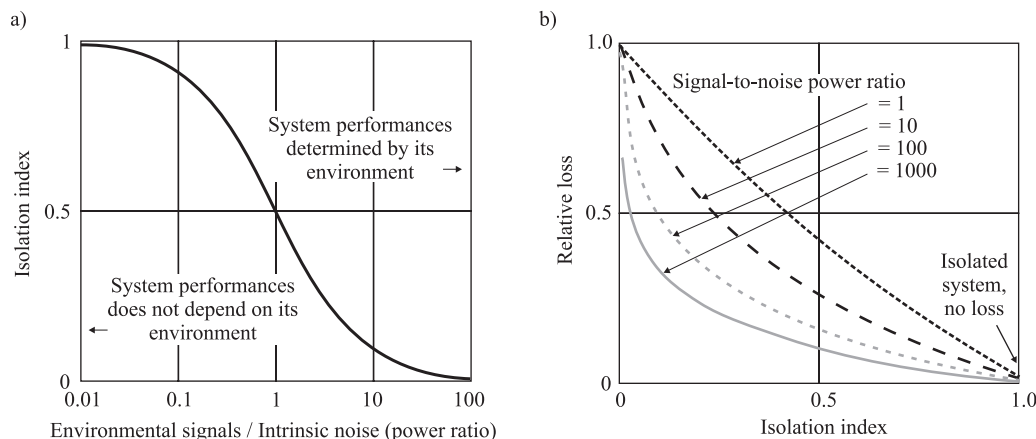 a)
1
0.5
0
Isolation index
System performances
determined by its
environment
System performances
does not depend on its
environment
0.01
0.1
1
10
100
Environmental signals / Intrinsic noise (power ratio)
b)
1.0
0.5
0
Relative loss
Signal-to-noise power ratio
= 1
= 10
= 100
= 1000
Isolated
system,
no loss
0
0.5
1.0
Isolation index